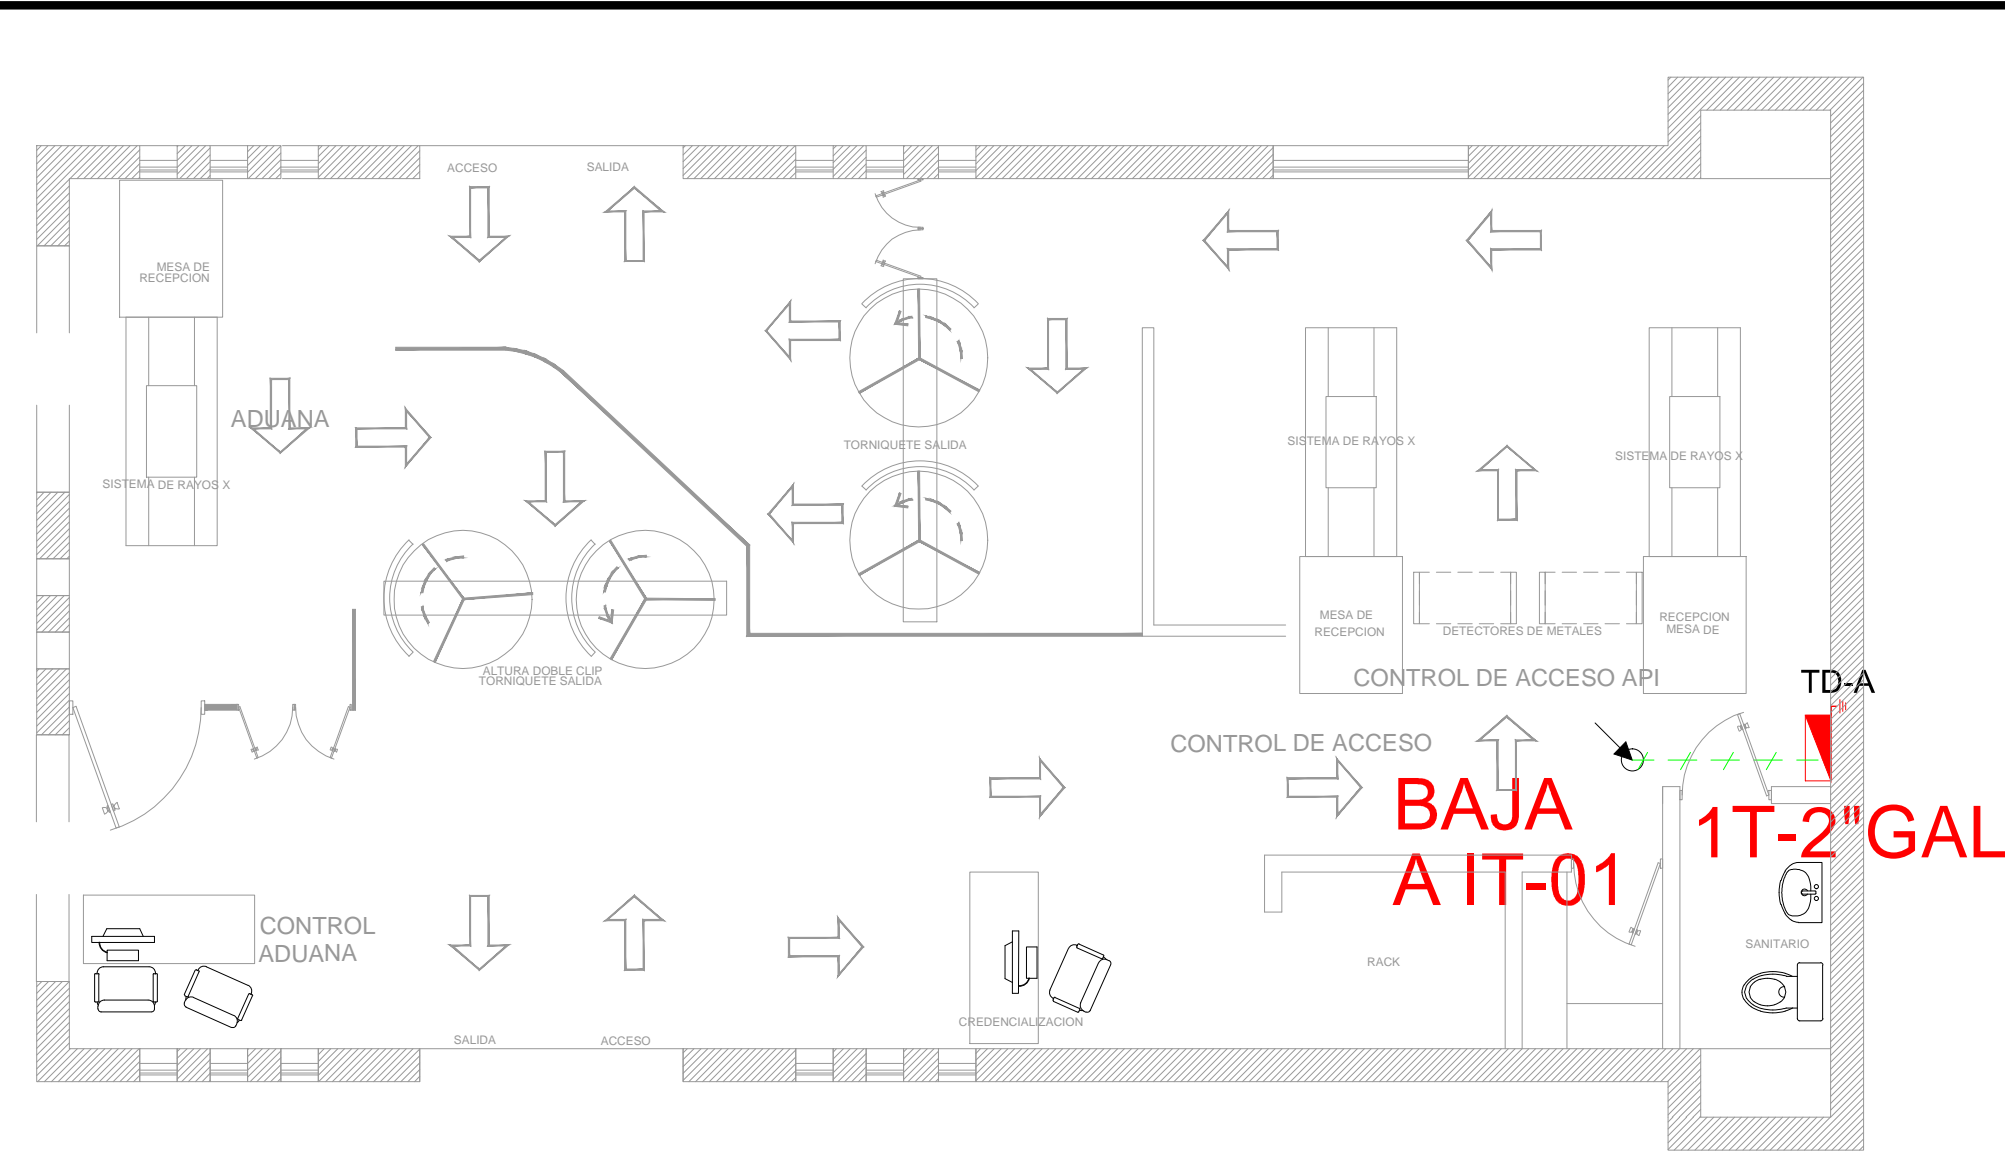 ACCESO
SALIDA
MESA DE
RECEPCION
ADUANA
SISTEMA DE RAYOS X
TORNIQUETE SALIDA
SISTEMA DE RAYOS X
SISTEMA DE RAYOS X
MESA DE
RECEPCION
DETECTORES DE METALES
RECEPCION
MESA DE
ALTURA DOBLE CLIP
TORNIQUETE SALIDA
CONTROL DE ACCESO API
TD-A
CONTROL DE ACCESO
BAJA
A IT-01
1T-2"GAL
CONTROL
ADUANA
SANITARIO
RACK
CREDENCIALIZACION
SALIDA
ACCESO